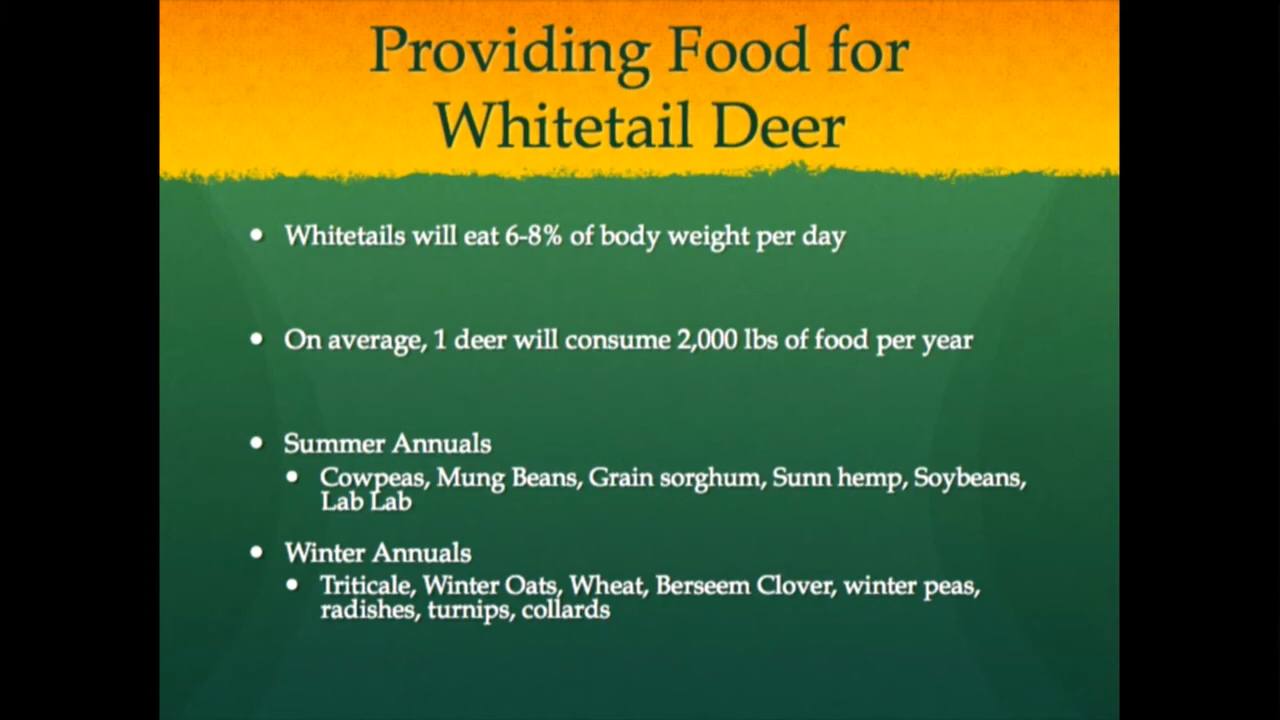 Providing Food for
Whitetail Deer
• Whitetails will eat 6-8% of body weight per day
• On average, 1 deer will consume 2,000 lbs of food per year
• Summer Annuals
• Cowpeas, Mung Beans, Grain sorghum, Sunn hemp, Soybeans,
Lab Lab
• Winter Annuals
• Triticale, Winter Oats, Wheat, Berseem Clover, winter peas,
radishes, turnips, collards